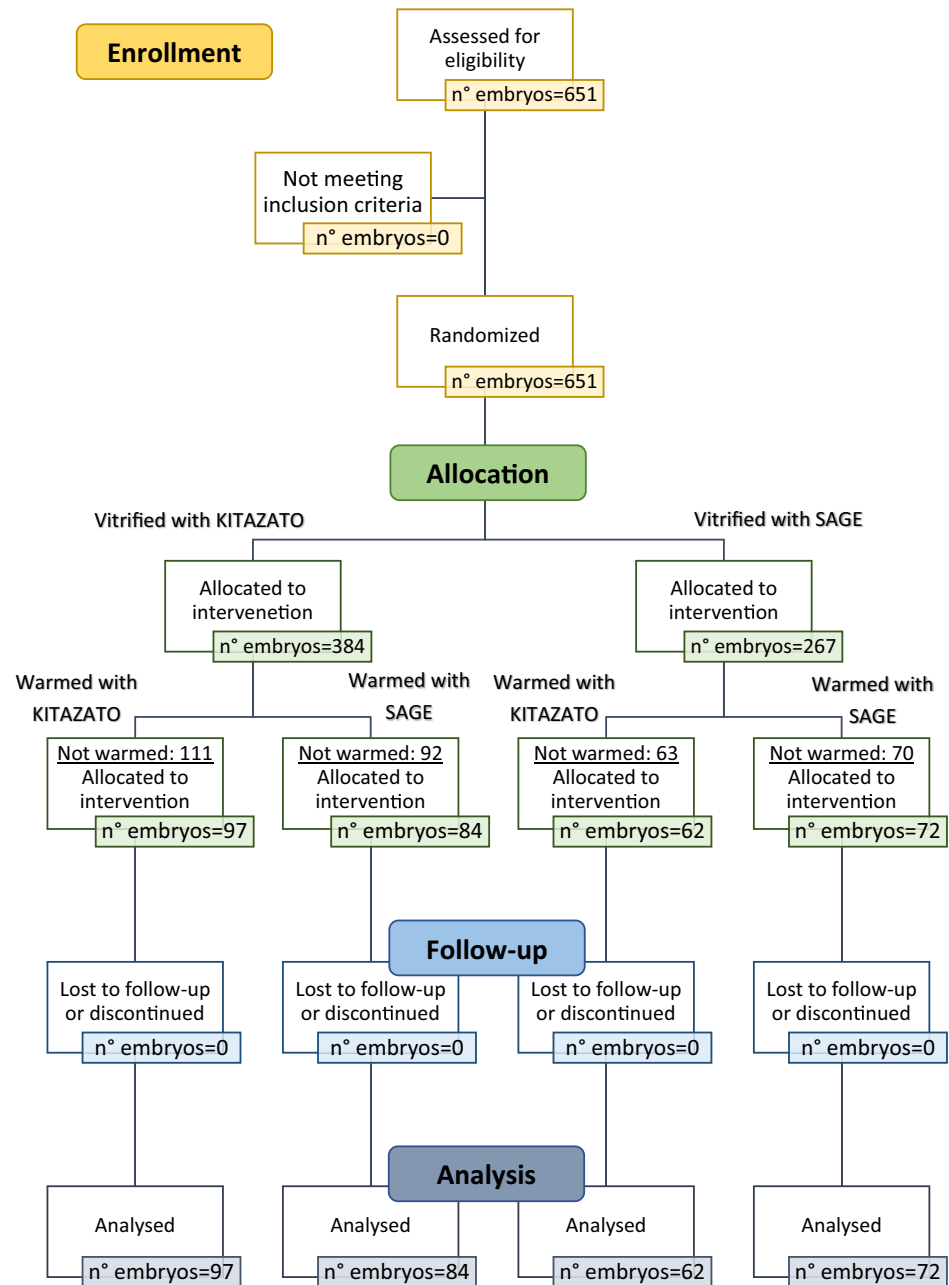 Enrollment
Assessed for
eligibility
n° embryos=651
Not meeting
inclusion criteria
n° embryos=0
Randomized
n° embryos=651
Allocation
Vitrified with KITAZATO
Vitrified with SAGE
Allocated to
intervenetion
n° embryos=384
Allocated to
intervention
n° embryos=267
Warmed with
KITAZATO
Warmed with
SAGE
Warmed with
KITAZATO
Warmed with
SAGE
Not warmed: 111
Allocated to
intervention
n° embryos=97
Not warmed: 92
Allocated to
intervention
n° embryos=84
Not warmed: 63
Allocated to
intervention
n° embryos=62
Not warmed: 70
Allocated to
intervention
n° embryos=72
Follow-up
Lost to follow-up
or discontinued
n° embryos=0
Lost to follow-up
or discontinued
n° embryos=0
Lost to follow-up
or discontinued
n° embryos=0
Lost to follow-up
or discontinued
n° embryos=0
Analysis
Analysed
n° embryos=97
Analysed
n° embryos=84
Analysed
n° embryos=62
Analysed
n° embryos=72